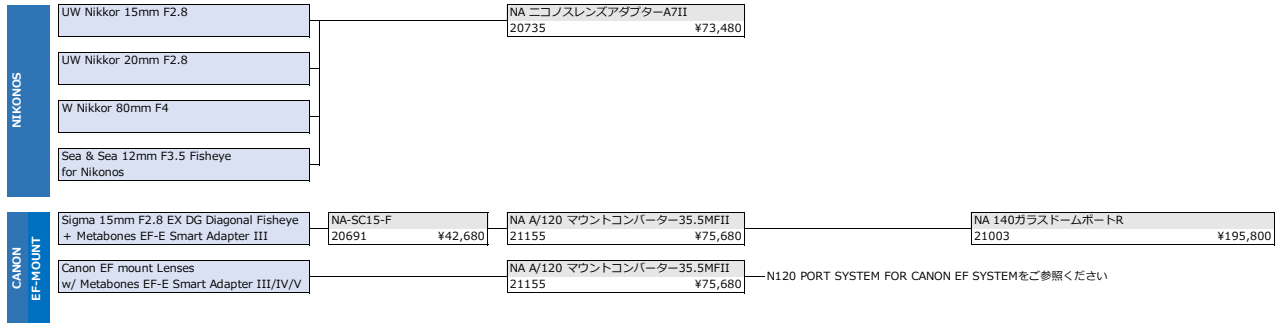 NIKONOS
UW Nikkor 15mm F2.8
NA ニコノスレンズアダプターA7II
20735 ¥73,480
UW Nikkor 20mm F2.8
W Nikkor 80mm F4
Sea & Sea 12mm F3.5 Fisheye
for Nikonos
CANON
EF-MOUNT
Sigma 15mm F2.8 EX DG Diagonal Fisheye
+ Metabones EF-E Smart Adapter III
NA-SC15-F
20691 ¥42,680
NA A/120 マウントコンバーター35.5MFII
21155 ¥75,680
NA 140ガラスドームポートR
21003 ¥195,800
Canon EF mount Lenses
w/ Metabones EF-E Smart Adapter III/IV/V
NA A/120 マウントコンバーター35.5MFII
21155 ¥75,680
N120 PORT SYSTEM FOR CANON EF SYSTEMをご参照ください